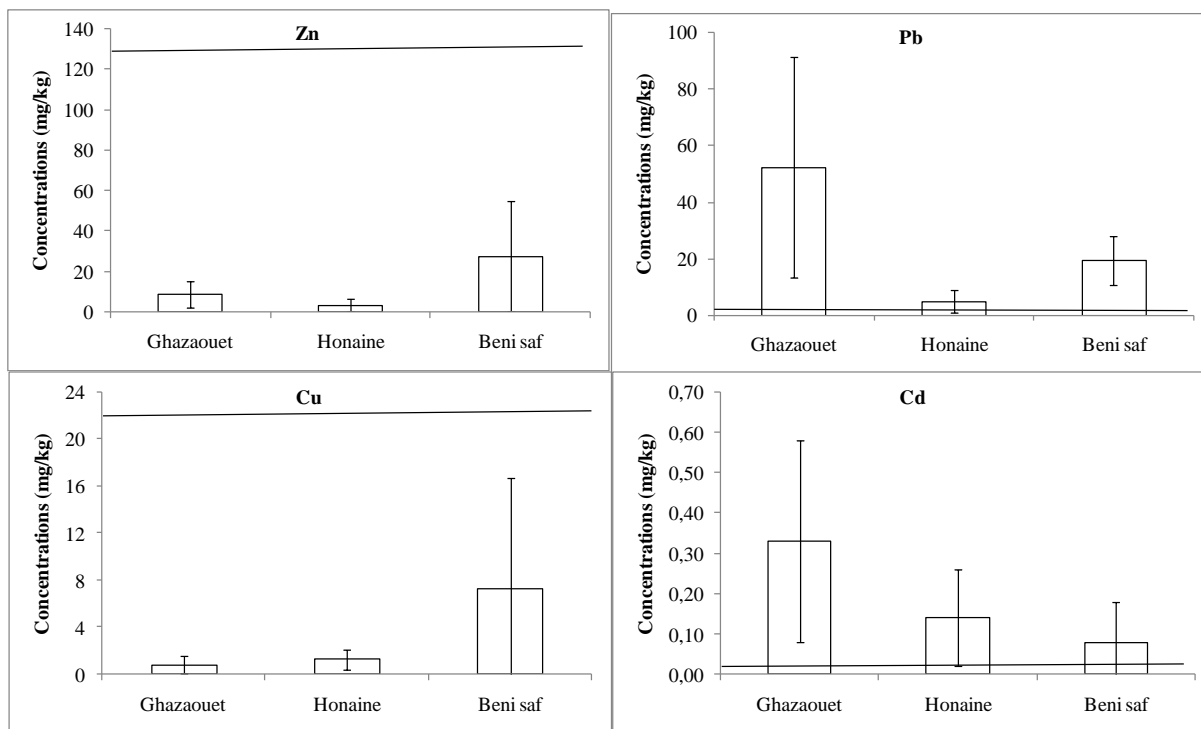 Zn
Concentrations (mg/kg)
140
120
100
80
60
40
20
0
Ghazaouet Honaine Beni saf
Pb
Concentrations (mg/kg)
100
80
60
40
20
0
Ghazaouet Honaine Beni saf
Cu
Concentrations (mg/kg)
24
20
16
12
8
4
0
Ghazaouet Honaine Beni saf
Cd
Concentrations (mg/kg)
0,70
0,60
0,50
0,40
0,30
0,20
0,10
0,00
Ghazaouet Honaine Beni saf